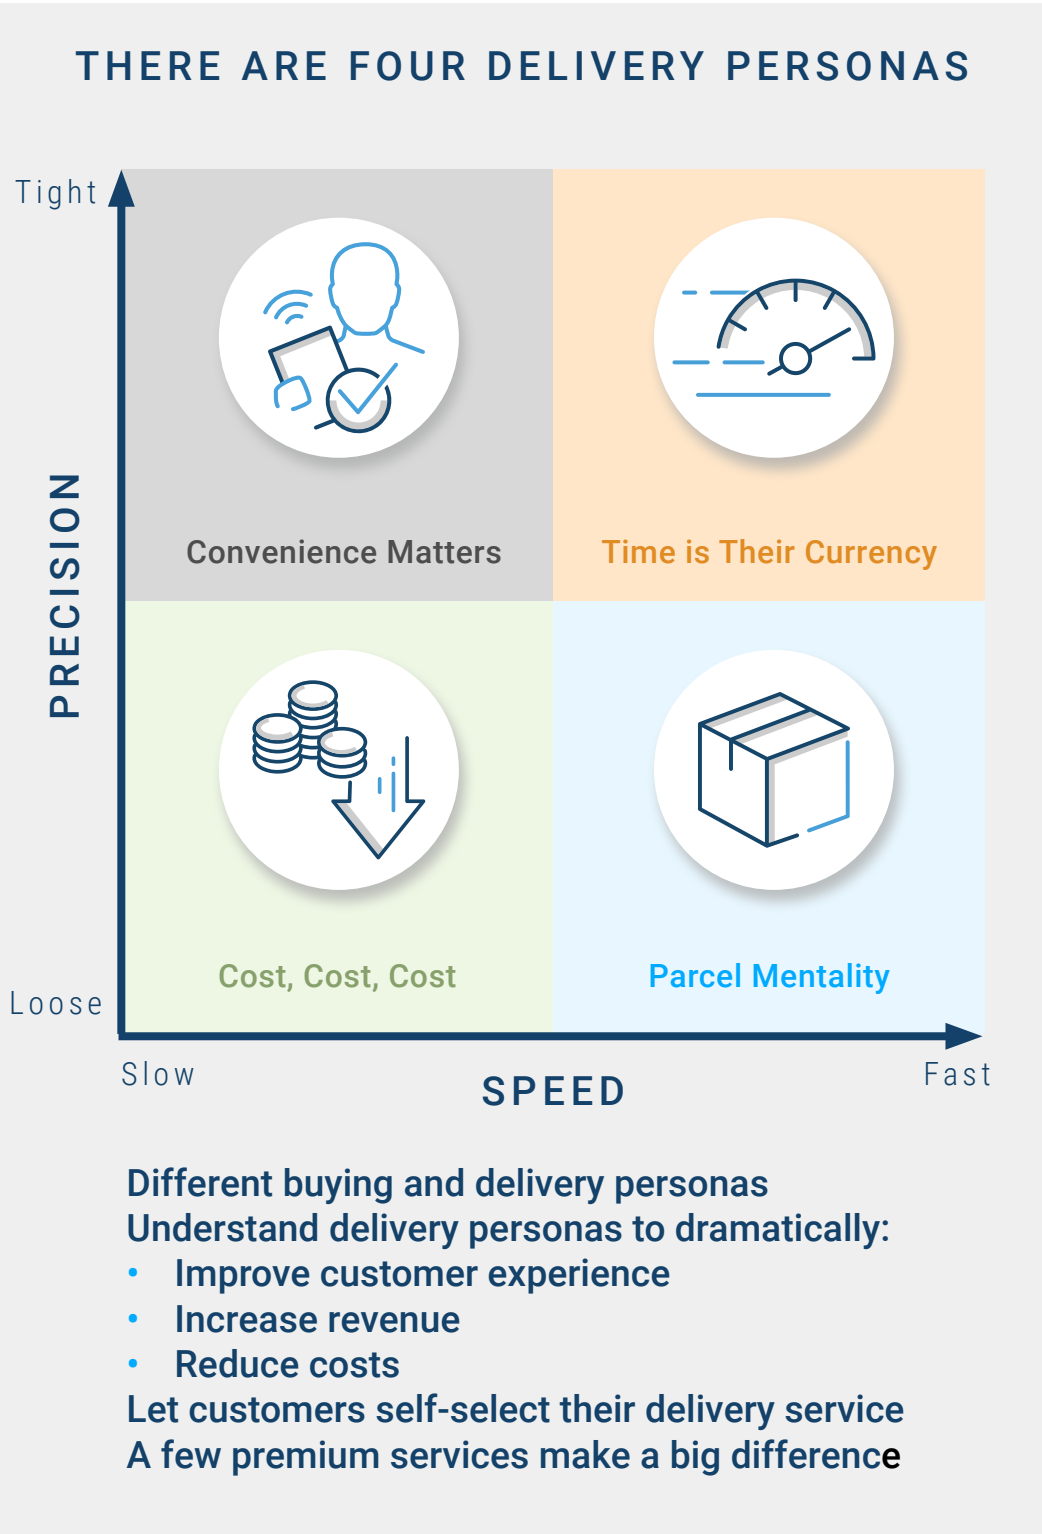 THERE ARE FOUR DELIVERY PERSONAS
Tight
PRECISION
Convenience Matters
Time is Their Currency
Cost, Cost, Cost
Parcel Mentality
Loose
Slow
SPEED
Fast
Different buying and delivery personas
Understand delivery personas to dramatically:
• Improve customer experience
• Increase revenue
• Reduce costs
Let customers self-select their delivery service
A few premium services make a big difference